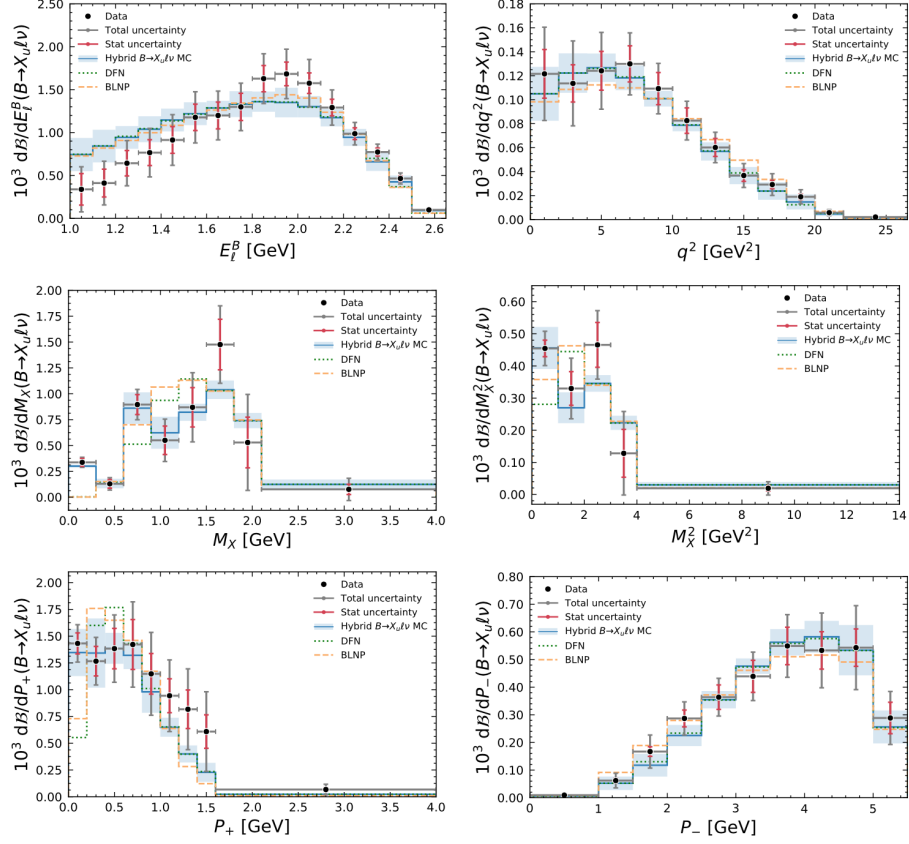 10³ dℬ/dE_ℓ^B(B→X_uℓν)
2.00
1.75
1.50
1.25
1.00
0.75
0.50
0.25
0.00
Data
Total uncertainty
Stat uncertainty
Hybrid B→X_uℓν MC
DFN
BLNP
1.0 1.2 1.4 1.6 1.8 2.0 2.2 2.4 2.6
E_ℓ^B [GeV]
10³ dℬ/dq²(B→X_uℓν)
0.18
0.16
0.14
0.12
0.10
0.08
0.06
0.04
0.02
0.00
Data
Total uncertainty
Stat uncertainty
Hybrid B→X_uℓν MC
DFN
BLNP
0 5 10 15 20 25
q² [GeV²]
10³ dℬ/dM_X(B→X_uℓν)
2.00
1.75
1.50
1.25
1.00
0.75
0.50
0.25
0.00
Data
Total uncertainty
Stat uncertainty
Hybrid B→X_uℓν MC
DFN
BLNP
0.0 0.5 1.0 1.5 2.0 2.5 3.0 3.5 4.0
M_X [GeV]
10³ dℬ/dM_X²(B→X_uℓν)
0.60
0.50
0.40
0.30
0.20
0.10
0.00
Data
Total uncertainty
Stat uncertainty
Hybrid B→X_uℓν MC
DFN
BLNP
0 2 4 6 8 10 12 14
M_X² [GeV²]
10³ dℬ/dP₊(B→X_uℓν)
2.00
1.75
1.50
1.25
1.00
0.75
0.50
0.25
0.00
Data
Total uncertainty
Stat uncertainty
Hybrid B→X_uℓν MC
DFN
BLNP
0.0 0.5 1.0 1.5 2.0 2.5 3.0 3.5 4.0
P₊ [GeV]
10³ dℬ/dP₋(B→X_uℓν)
0.80
0.70
0.60
0.50
0.40
0.30
0.20
0.10
0.00
Data
Total uncertainty
Stat uncertainty
Hybrid B→X_uℓν MC
DFN
BLNP
0 1 2 3 4 5
P₋ [GeV]